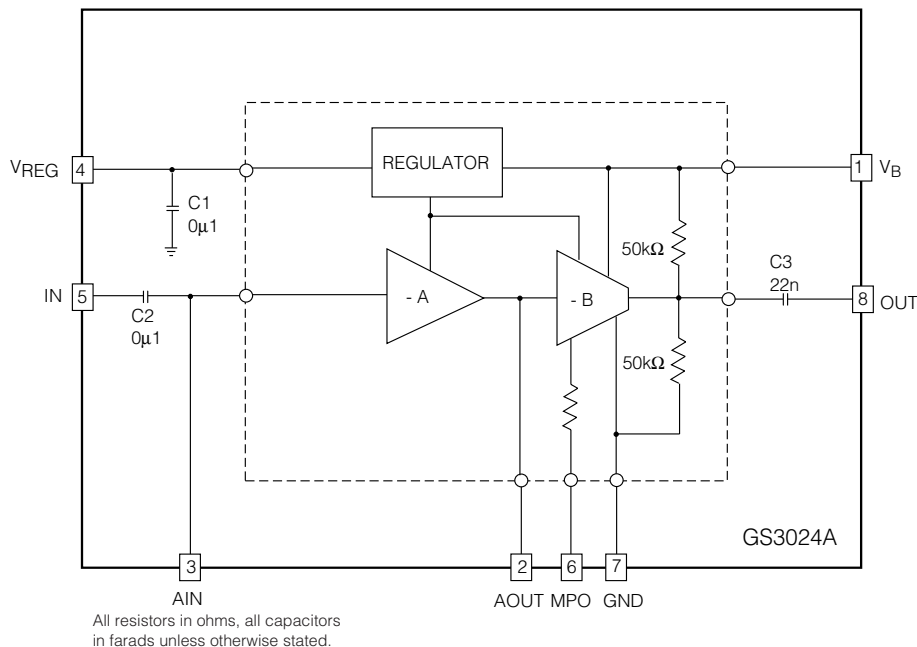 REGULATOR
VREG
4
1
VB
C1
0µ1
50kΩ
C3
22n
IN
5
- A
- B
8
OUT
C2
0µ1
50kΩ
GS3024A
3
2
6
7
AIN
AOUT
MPO
GND
All resistors in ohms, all capacitors
in farads unless otherwise stated.